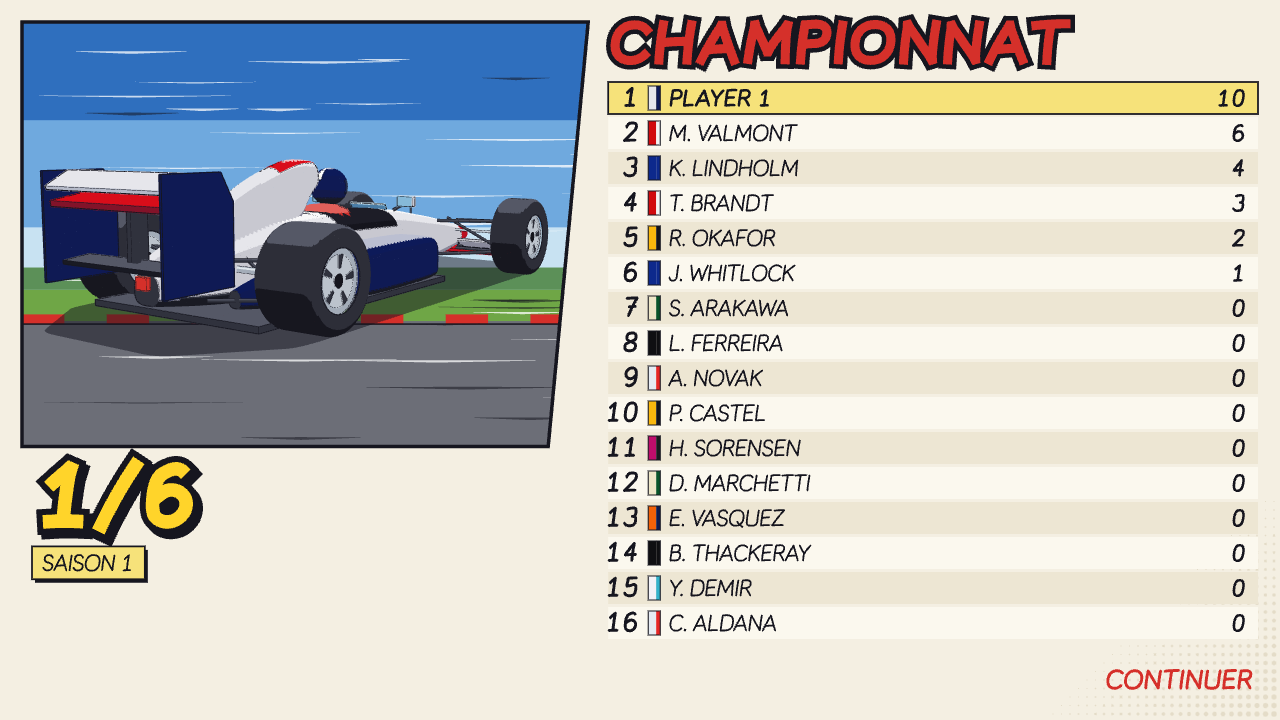 CHAMPIONNAT
1 PLAYER 1 10
2 M. VALMONT 6
3 K. LINDHOLM 4
4 T. BRANDT 3
5 R. OKAFOR 2
6 J. WHITLOCK 1
7 S. ARAKAWA 0
8 L. FERREIRA 0
9 A. NOVAK 0
10 P. CASTEL 0
11 H. SORENSEN 0
12 D. MARCHETTI 0
13 E. VASQUEZ 0
14 B. THACKERAY 0
15 Y. DEMIR 0
16 C. ALDANA 0
1/6
SAISON 1
CONTINUER